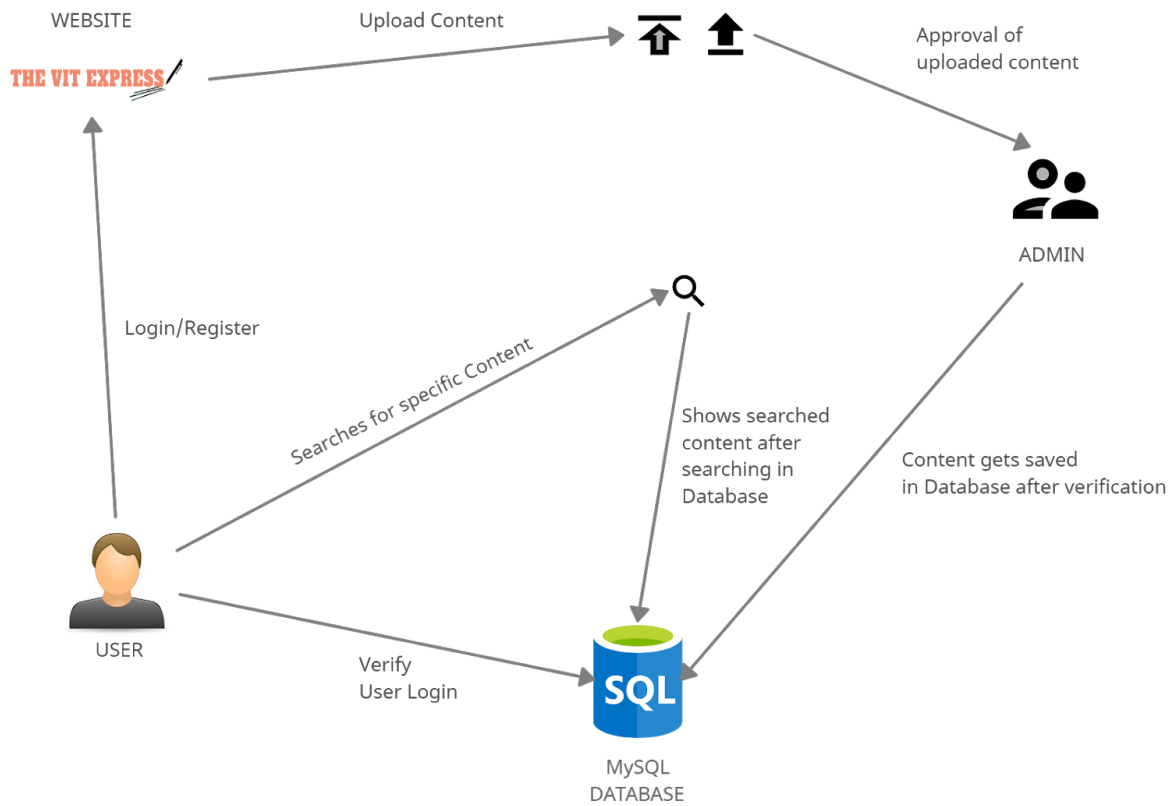 WEBSITE
Upload Content
THE VIT EXPRESS
Approval of
uploaded content
ADMIN
Login/Register
Searches for specific Content
Shows searched
content after
searching in
Database
Content gets saved
in Database after verification
USER
Verify
User Login
SQL
MySQL
DATABASE